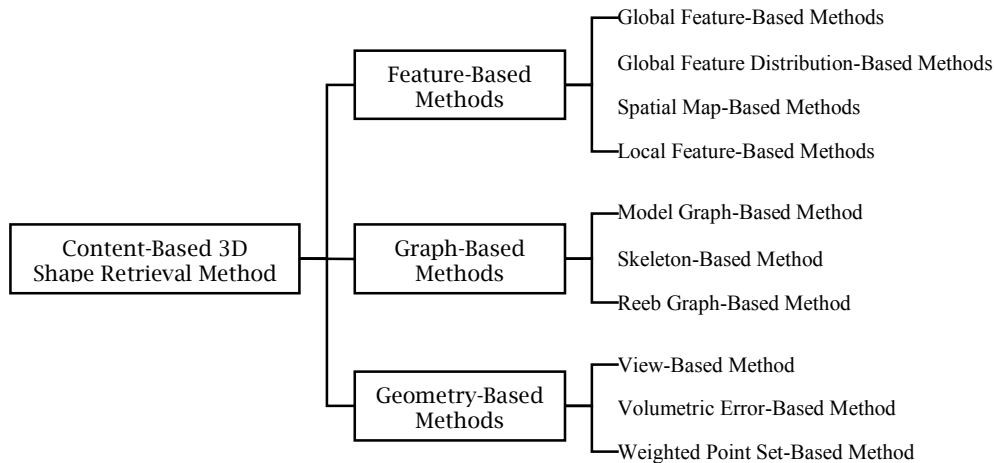 Content-Based 3D
Shape Retrieval Method
Feature-Based
Methods
Global Feature-Based Methods
Global Feature Distribution-Based Methods
Spatial Map-Based Methods
Local Feature-Based Methods
Graph-Based
Methods
Model Graph-Based Method
Skeleton-Based Method
Reeb Graph-Based Method
Geometry-Based
Methods
View-Based Method
Volumetric Error-Based Method
Weighted Point Set-Based Method